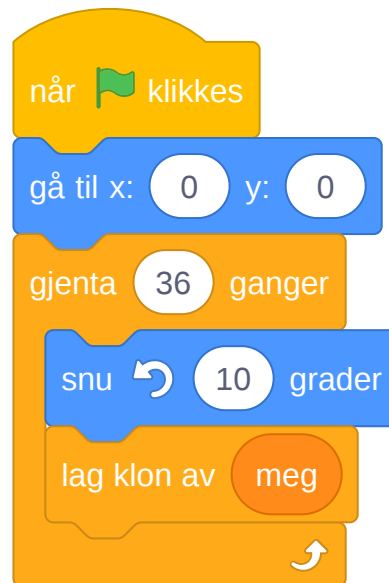 når klikkes
gå til x: 0 y: 0
gjenta 36 ganger
snu 10 grader
lag klon av meg